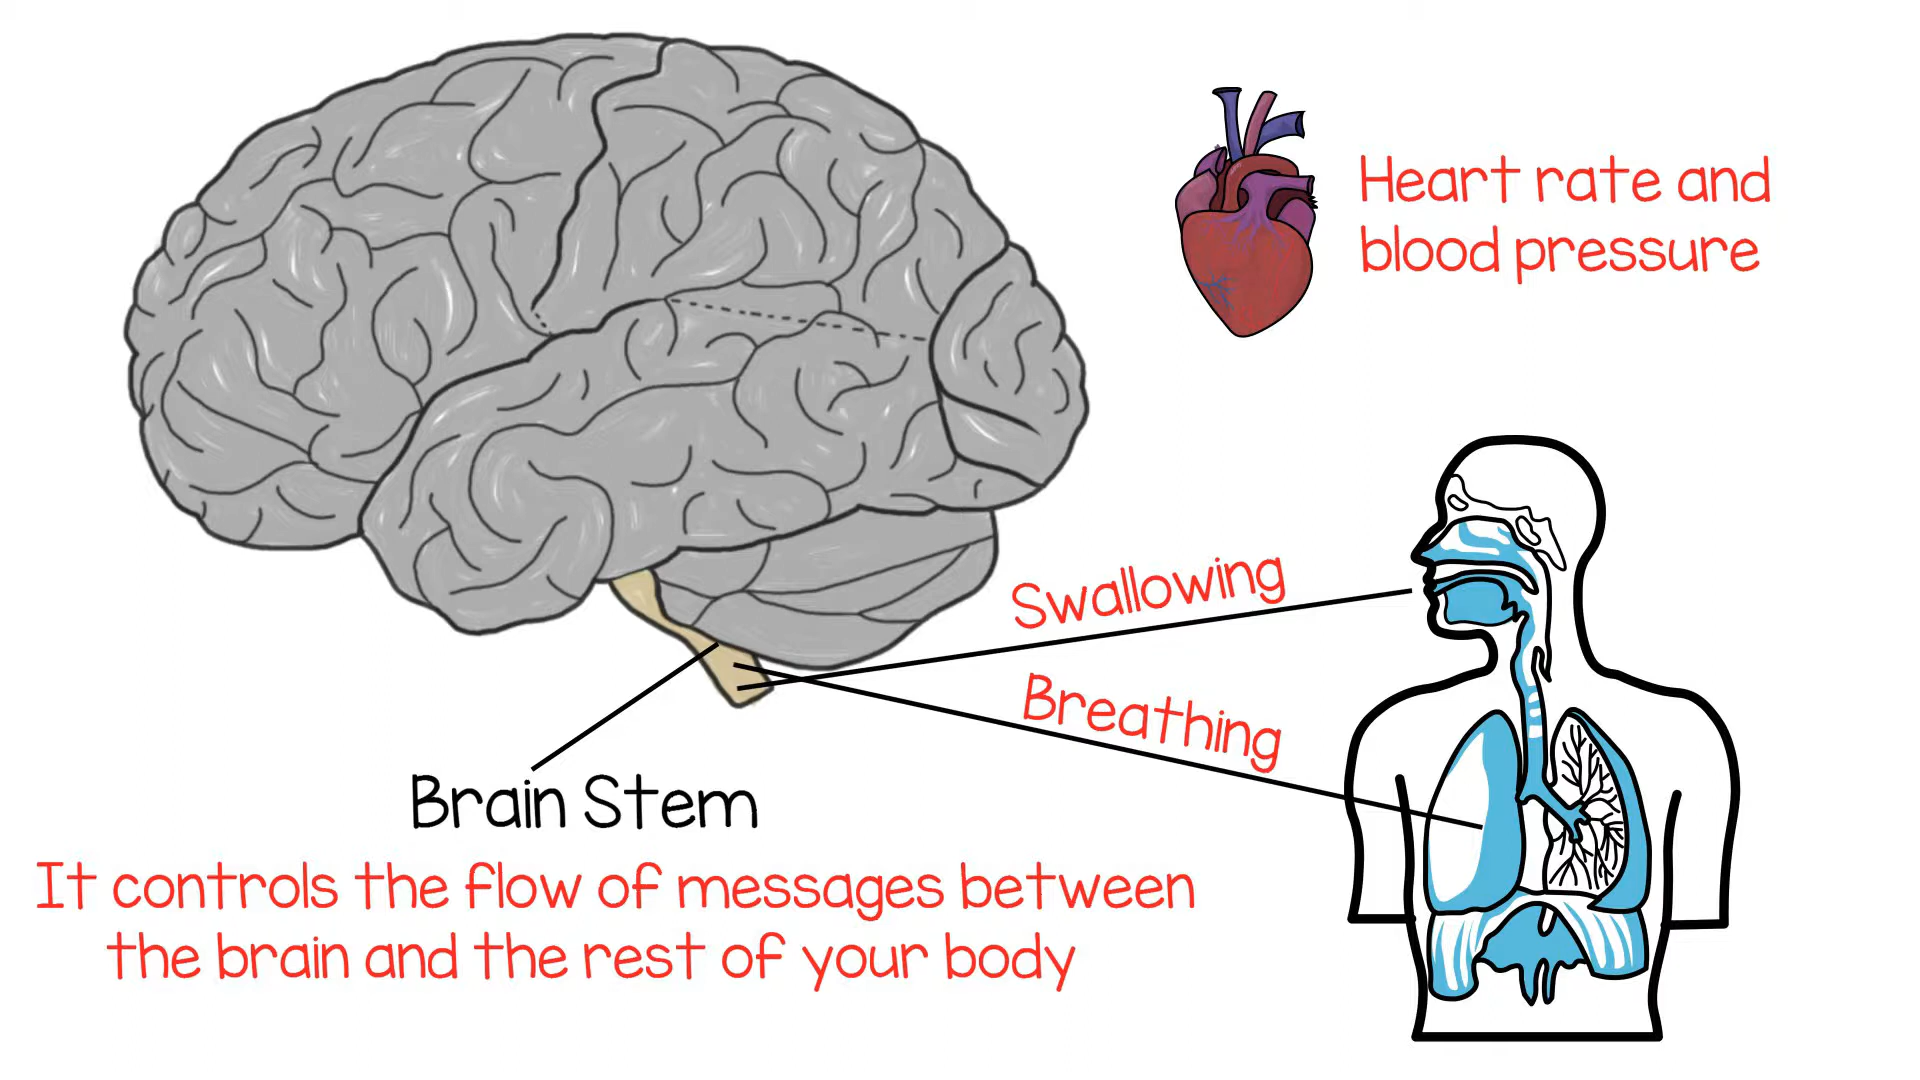 Heart rate and
blood pressure
Swallowing
Breathing
Brain Stem
It controls the flow of messages between
the brain and the rest of your body